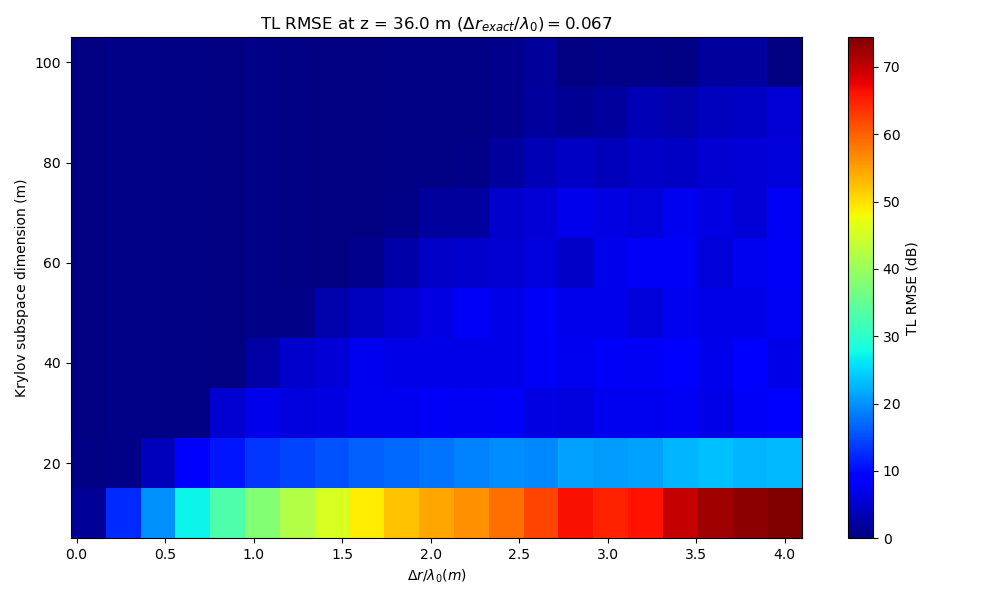 TL RMSE at z = 36.0 m (Δr_exact/λ_0) = 0.067
100
80
60
40
20
Krylov subspace dimension (m)
0.0 0.5 1.0 1.5 2.0 2.5 3.0 3.5 4.0
Δr/λ_0(m)
70
60
50
40
30
20
10
0
TL RMSE (dB)